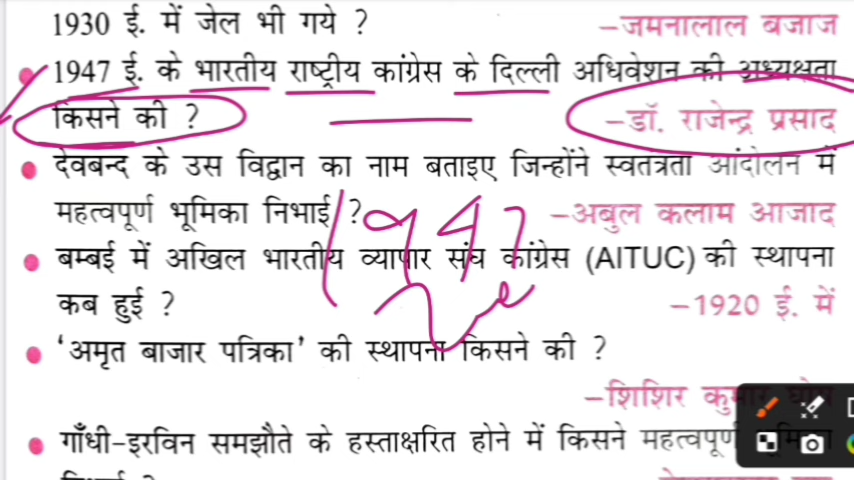 1930 ई. में जेल भी गये ? –जमनालाल बजाज
1947 ई. के भारतीय राष्ट्रीय कांग्रेस के दिल्ली अधिवेशन की अध्यक्षता
किसने की ? –डॉ. राजेन्द्र प्रसाद
देवबन्द के उस विद्वान का नाम बताइए जिन्होंने स्वतत्रता आंदोलन में
महत्वपूर्ण भूमिका निभाई ? –अबुल कलाम आजाद
1947
बम्बई में अखिल भारतीय व्यापार संघ कांग्रेस (AITUC) की स्थापना
कब हुई ? –1920 ई. में
‘अमृत बाजार पत्रिका’ की स्थापना किसने की ?
–शिशिर कुमार घोष
गाँधी–इरविन समझौते के हस्ताक्षरित होने में किसने महत्वपूर्ण